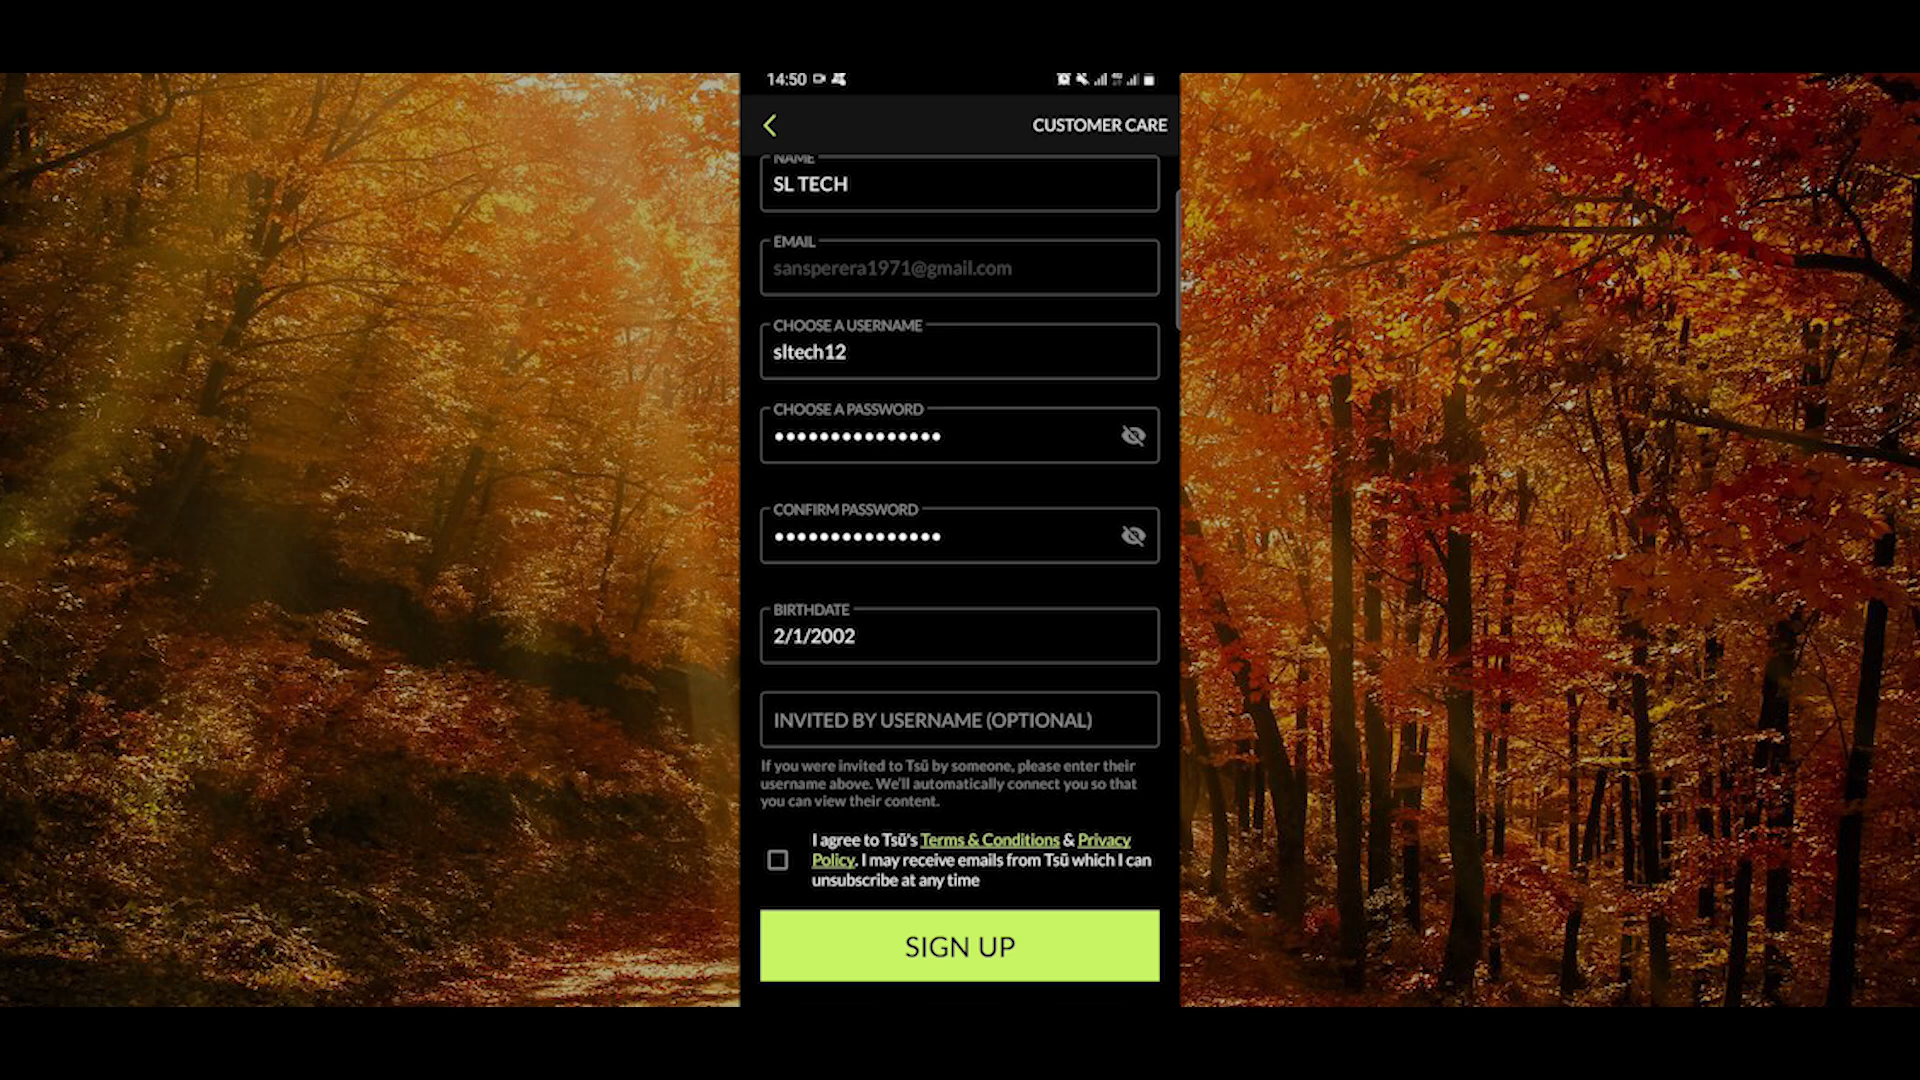 14:50
CUSTOMER CARE
NAME
SL TECH
EMAIL
sansperera1971@gmail.com
CHOOSE A USERNAME
sltech12
CHOOSE A PASSWORD
•••••••••••••••
CONFIRM PASSWORD
•••••••••••••••
BIRTHDATE
2/1/2002
INVITED BY USERNAME (OPTIONAL)
If you were invited to Tsū by someone, please enter their
username above. We'll automatically connect you so that
you can view their content.
I agree to Tsū's Terms & Conditions & Privacy
Policy. I may receive emails from Tsū which I can
unsubscribe at any time
SIGN UP